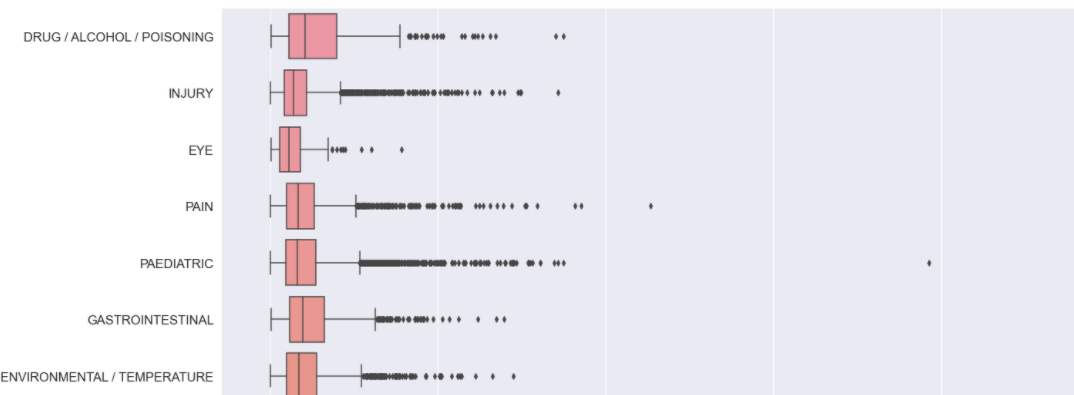 DRUG / ALCOHOL / POISONING
INJURY
EYE
PAIN
PAEDIATRIC
GASTROINTESTINAL
ENVIRONMENTAL / TEMPERATURE